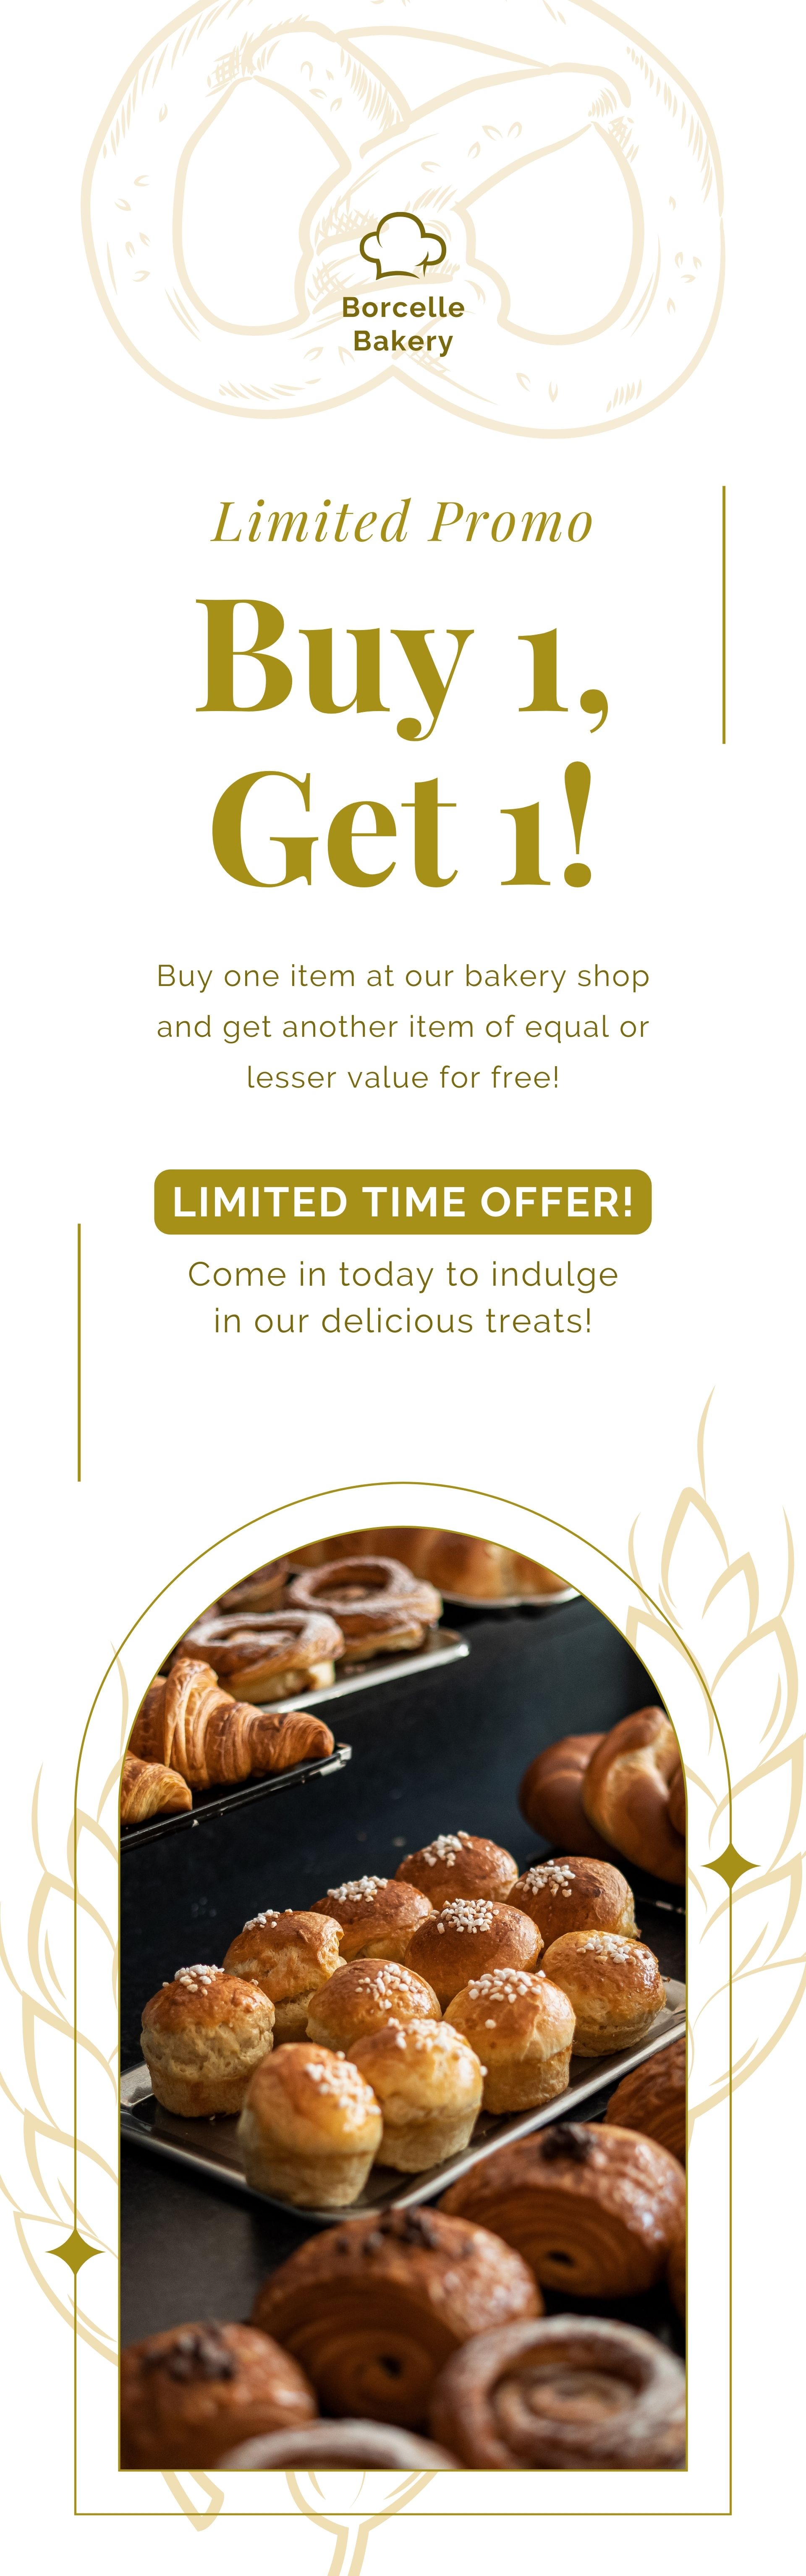 Borcelle
Bakery
Limited Promo
Buy 1,
Get 1!
Buy one item at our bakery shop
and get another item of equal or
lesser value for free!
LIMITED TIME OFFER!
Come in today to indulge
in our delicious treats!